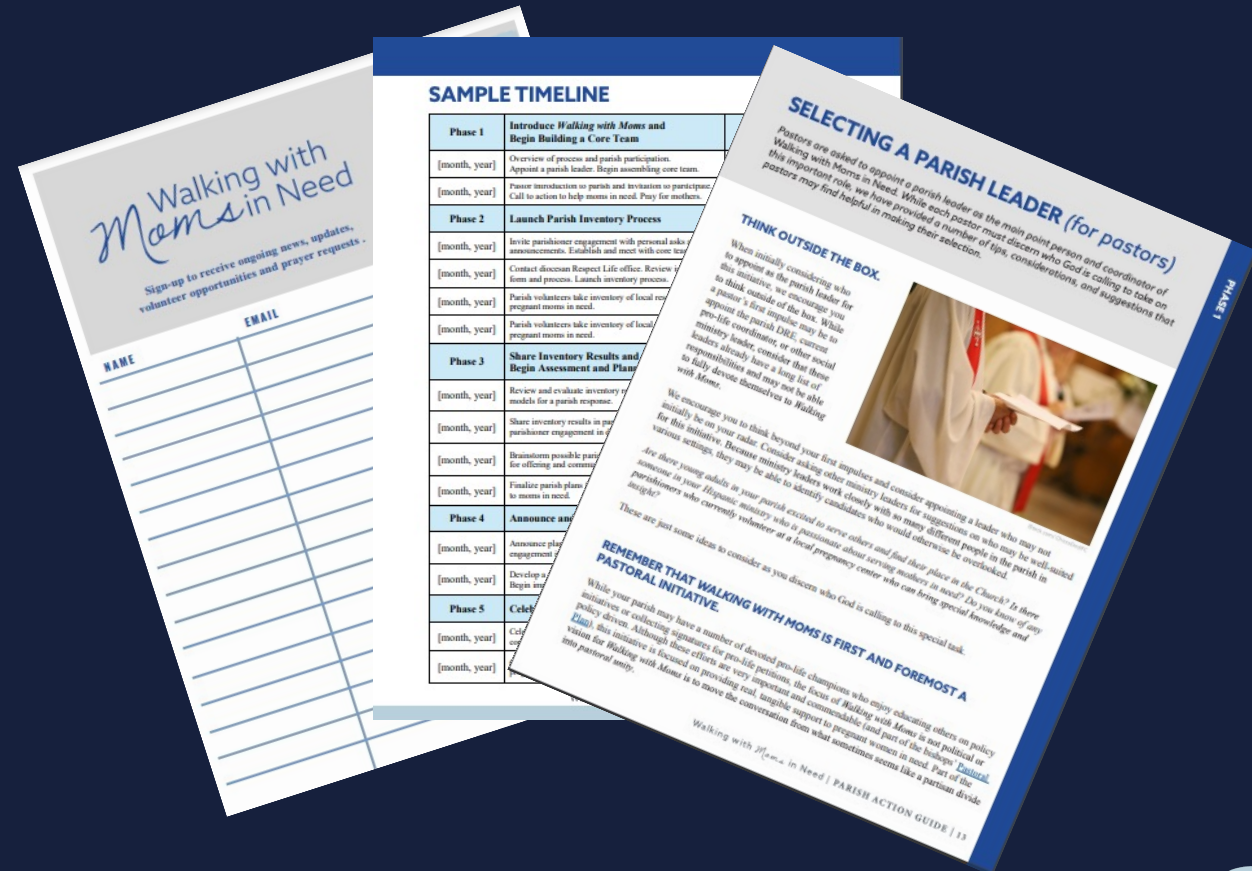 Walking with
Moms in Need
Sign-up to receive ongoing news, updates,
volunteer opportunities and prayer requests.
NAME
EMAIL
SAMPLE TIMELINE
Phase 1
Introduce Walking with Moms and
Begin Building a Core Team
[month, year]
Overview of process and parish participation.
Appoint a parish leader. Begin assembling core team.
[month, year]
Pastor introduction to parish and invitation to participate.
Call to action to help moms in need. Pray for mothers.
Phase 2
Launch Parish Inventory Process
[month, year]
Invite parishioner engagement with personal asks
announcements. Establish and meet with core
[month, year]
Contact diocesan Respect Life office. Review
form and process. Launch inventory process.
[month, year]
Parish volunteers take inventory of local
pregnant moms in need.
[month, year]
Parish volunteers take inventory of local
pregnant moms in need.
Phase 3
Share Inventory Results and
Begin Assessment and
[month, year]
Review and evaluate inventory
models for a parish response.
[month, year]
Share inventory results in
parishioner engagement in
[month, year]
Brainstorm possible
for offering and
[month, year]
Finalize parish plans
to moms in need.
Phase 4
Announce
[month, year]
Announce
engagement
[month, year]
Develop a
Begin
Phase 5
[month, year]
[month, year]
SELECTING A PARISH LEADER (for pastors)
Pastors are asked to appoint a parish leader as the main point person and coordinator of
Walking with Moms in Need. While each pastor must discern who God is calling to take on
this important role, we have provided a number of tips, considerations, and suggestions that
pastors may find helpful in making their selection.
PHASE 1
THINK OUTSIDE THE BOX.
When initially considering who
to appoint as the parish leader for
this initiative, we encourage you
to think outside of the box. While
a pastor's first impulse may be to
appoint the parish DRE, current
pro-life coordinator, or other social
ministry leader, consider that these
leaders already have a long list of
responsibilities and may not be able
to fully devote themselves to Walking
with Moms.
We encourage you to think beyond your first impulses and consider appointing a leader who may not
initially be on your radar. Consider asking other ministry leaders for suggestions on who may be well-suited
for this initiative. Because ministry leaders work closely with so many different people in the parish in
various settings, they may be able to identify candidates who would otherwise be overlooked.
Are there young adults in your parish excited to serve others and find their place in the Church? Is there
someone in your Hispanic ministry who is passionate about serving mothers in need? Do you know of any
parishioners who currently volunteer at a local pregnancy center who can bring special knowledge and
insight?
These are just some ideas to consider as you discern who God is calling to this special task.
REMEMBER THAT WALKING WITH MOMS IS FIRST AND FOREMOST A
PASTORAL INITIATIVE.
While your parish may have a number of devoted pro-life champions who enjoy educating others on policy
initiatives or collecting signatures for pro-life petitions, the focus of Walking with Moms is not political or
policy driven. Although these efforts are very important and commendable (and part of the bishops' Pastoral
Plan), this initiative is focused on providing real, tangible support to pregnant women in need. Part of the
vision for Walking with Moms is to move the conversation from what sometimes seems like a partisan divide
into pastoral unity.
Walking with Moms in Need | PARISH ACTION GUIDE | 13